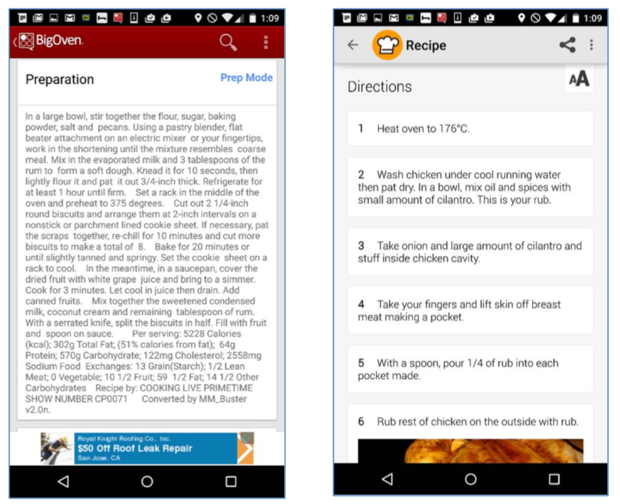 1:09
BigOven
Preparation
Prep Mode
In a large bowl, stir together the flour, sugar, baking
powder, salt and pecans. Using a pastry blender, flat
beater attachment on an electric mixer or your fingertips,
work in the shortening until the mixture resembles coarse
meal. Mix in the evaporated milk and 3 tablespoons of the
rum to form a soft dough. Knead it for 10 seconds, then
lightly flour it and pat it out 3/4-inch thick. Refrigerate for
at least 1 hour until firm. Set a rack in the middle of the
oven and preheat to 375 degrees. Cut out 2 1/4-inch
round biscuits and arrange them at 2-inch intervals on a
nonstick or parchment lined cookie sheet. If necessary, pat
the scraps together, re-chill for 10 minutes and cut more
biscuits to make a total of 8. Bake for 20 minutes or
until slightly tanned and springy. Set the cookie sheet on a
rack to cool. In the meantime, in a saucepan, cover the
dried fruit with white grape juice and bring to a simmer.
Cook for 3 minutes. Let cool in juice then drain. Add
canned fruits. Mix together the sweetened condensed
milk, coconut cream and remaining tablespoon of rum.
With a serrated knife, split the biscuits in half. Fill with fruit
and spoon on sauce. Per serving: 5228 Calories
(kcal); 302g Total Fat; (51% calories from fat); 64g
Protein; 570g Carbohydrate; 122mg Cholesterol; 2558mg
Sodium Food Exchanges: 13 Grain(Starch); 1/2 Lean
Meat; 0 Vegetable; 10 1/2 Fruit; 59 1/2 Fat; 14 1/2 Other
Carbohydrates Recipe by: COOKING LIVE PRIMETIME
SHOW NUMBER CP0071 Converted by MM_Buster
v2.0n.
Royal Knight Roofing Co., Inc.
$50 Off Roof Leak Repair
San Jose, CA
1:09
Recipe
AA
Directions
1 Heat oven to 176°C.
2 Wash chicken under cool running water
then pat dry. In a bowl, mix oil and spices with
small amount of cilantro. This is your rub.
3 Take onion and large amount of cilantro and
stuff inside chicken cavity.
4 Take your fingers and lift skin off breast
meat making a pocket.
5 With a spoon, pour 1/4 of rub into each
pocket made.
6 Rub rest of chicken on the outside with rub.